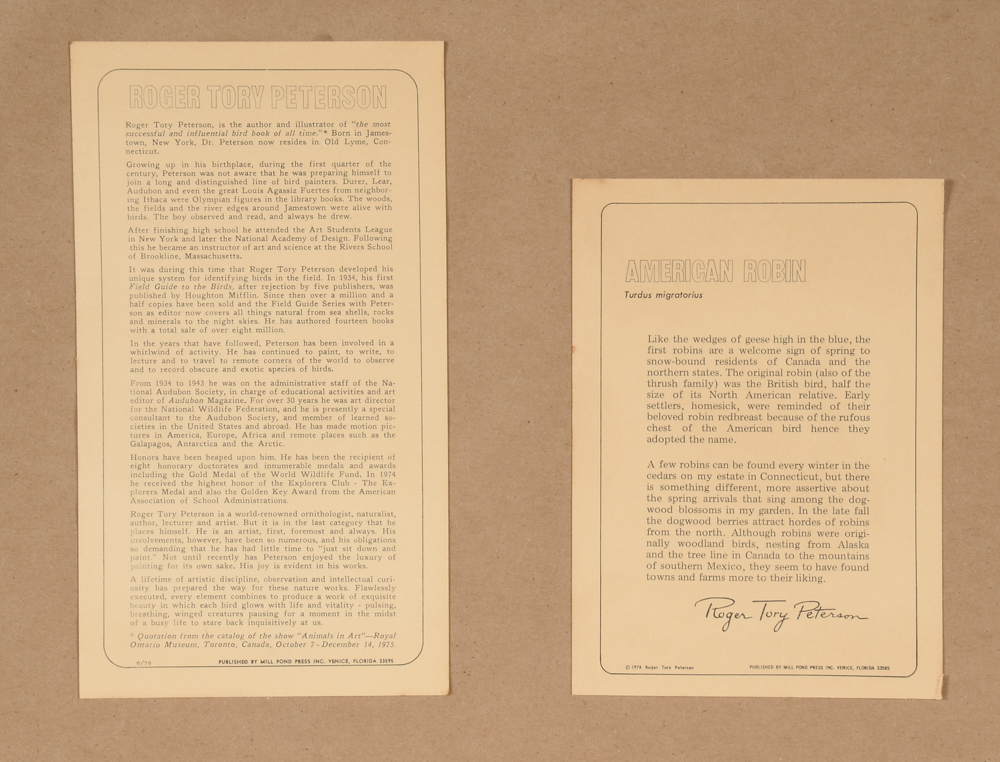 ROGER TORY PETERSON
Roger Tory Peterson, is the author and illustrator of "the most
successful and influential bird book of all time."* Born in James-
town, New York, Dr. Peterson now resides in Old Lyme, Con-
necticut.
Growing up in his birthplace, during the first quarter of the
century, Peterson was not aware that he was preparing himself to
join a long and distinguished line of bird painters. Durer, Lear,
Audubon and even the great Louis Agassiz Fuertes from neighbor-
ing Ithaca were Olympian figures in the library books. The woods,
the fields and the river edges around Jamestown were alive with
birds. The boy observed and read, and always he drew.
After finishing high school he attended the Art Students League
in New York and later the National Academy of Design. Following
this he became an instructor of art and science at the Rivers School
of Brookline, Massachusetts.
It was during this time that Roger Tory Peterson developed his
unique system for identifying birds in the field. In 1934, his first
Field Guide to the Birds, after rejection by five publishers, was
published by Houghton Mifflin. Since then over a million and a
half copies have been sold and the Field Guide Series with Peter-
son as editor now covers all things natural from sea shells, rocks
and minerals to the night skies. He has authored fourteen books
with a total sale of over eight million.
In the years that have followed, Peterson has been involved in a
whirlwind of activity. He has continued to paint, to write, to
lecture and to travel to remote corners of the world to observe
and to record obscure and exotic species of birds.
From 1934 to 1943 he was on the administrative staff of the Na-
tional Audubon Society, in charge of educational activities and art
editor of Audubon Magazine. For over 30 years he was art director
for the National Wildlife Federation, and he is presently a special
consultant to the Audubon Society, and member of learned so-
cieties in the United States and abroad. He has made motion pic-
tures in America, Europe, Africa and remote places such as the
Galapagos, Antarctica and the Arctic.
Honors have been heaped upon him. He has been the recipient of
eight honorary doctorates and innumerable medals and awards
including the Gold Medal of the World Wildlife Fund. In 1974
he received the highest honor of the Explorers Club - The Ex-
plorers Medal and also the Golden Key Award from the American
Association of School Administrations.
Roger Tory Peterson is a world-renowned ornithologist, naturalist,
author, lecturer and artist. But it is in the last category that he
places himself. He is an artist, first, foremost and always. His
involvements, however, have been so numerous, and his obligations
so demanding that he has had little time to "just sit down and
paint." Not until recently has Peterson enjoyed the luxury of
painting for its own sake. His joy is evident in his works.
A lifetime of artistic discipline, observation and intellectual curi-
osity has prepared the way for these nature works. Flawlessly
executed, every element combines to produce a work of exquisite
beauty in which each bird glows with life and vitality - pulsing,
breathing, winged creatures pausing for a moment in the midst
of a busy life to stare back inquisitively at us.
* Quotation from the catalog of the show "Animals in Art"—Royal
Ontario Museum, Toronto, Canada, October 7 - December 14, 1975.
PUBLISHED BY MILL POND PRESS INC. VENICE, FLORIDA 33595
AMERICAN ROBIN
Turdus migratorius
Like the wedges of geese high in the blue, the
first robins are a welcome sign of spring to
snow-bound residents of Canada and the
northern states. The original robin (also of the
thrush family) was the British bird, half the
size of its North American relative. Early
settlers, homesick, were reminded of their
beloved robin redbreast because of the rufous
chest of the American bird hence they
adopted the name.
A few robins can be found every winter in the
cedars on my estate in Connecticut, but there
is something different, more assertive about
the spring arrivals that sing among the dog-
wood blossoms in my garden. In the late fall
the dogwood berries attract hordes of robins
from the north. Although robins were origi-
nally woodland birds, nesting from Alaska
and the tree line in Canada to the mountains
of southern Mexico, they seem to have found
towns and farms more to their liking.
Roger Tory Peterson
© 1978 Roger Tory Peterson
PUBLISHED BY MILL POND PRESS INC. VENICE, FLORIDA 33595